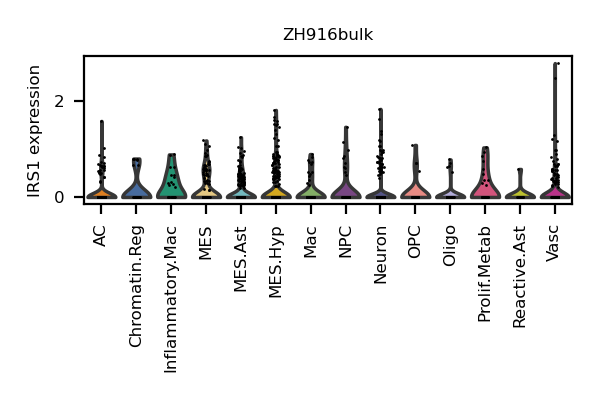 ZH916bulk
IRS1 expression
2
0
AC
Chromatin.Reg
Inflammatory.Mac
MES
MES.Ast
MES.Hyp
Mac
NPC
Neuron
OPC
Oligo
Prolif.Metab
Reactive.Ast
Vasc